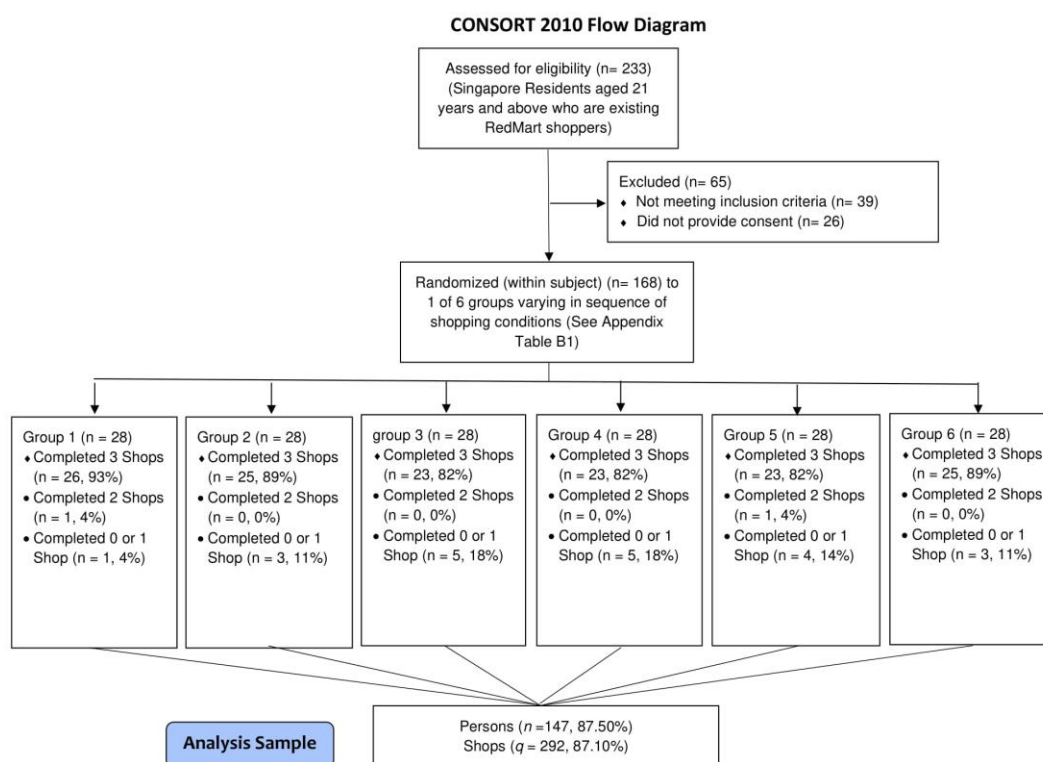 CONSORT 2010 Flow Diagram
Assessed for eligibility (n= 233)
(Singapore Residents aged 21
years and above who are existing
RedMart shoppers)
Excluded (n= 65)
♦ Not meeting inclusion criteria (n= 39)
♦ Did not provide consent (n= 26)
Randomized (within subject) (n= 168) to
1 of 6 groups varying in sequence of
shopping conditions (See Appendix
Table B1)
Group 1 (n = 28)
♦ Completed 3 Shops
(n = 26, 93%)
• Completed 2 Shops
(n = 1, 4%)
• Completed 0 or 1
Shop (n = 1, 4%)
Group 2 (n = 28)
♦ Completed 3 Shops
(n = 25, 89%)
• Completed 2 Shops
(n = 0, 0%)
• Completed 0 or 1
Shop (n = 3, 11%)
group 3 (n = 28)
♦ Completed 3 Shops
(n = 23, 82%)
• Completed 2 Shops
(n = 0, 0%)
• Completed 0 or 1
Shop (n = 5, 18%)
Group 4 (n = 28)
♦ Completed 3 Shops
(n = 23, 82%)
• Completed 2 Shops
(n = 0, 0%)
• Completed 0 or 1
Shop (n = 5, 18%)
Group 5 (n = 28)
♦ Completed 3 Shops
(n = 23, 82%)
• Completed 2 Shops
(n = 1, 4%)
• Completed 0 or 1
Shop (n = 4, 14%)
Group 6 (n = 28)
♦ Completed 3 Shops
(n = 25, 89%)
• Completed 2 Shops
(n = 0, 0%)
• Completed 0 or 1
Shop (n = 3, 11%)
Analysis Sample
Persons (n =147, 87.50%)
Shops (q = 292, 87.10%)